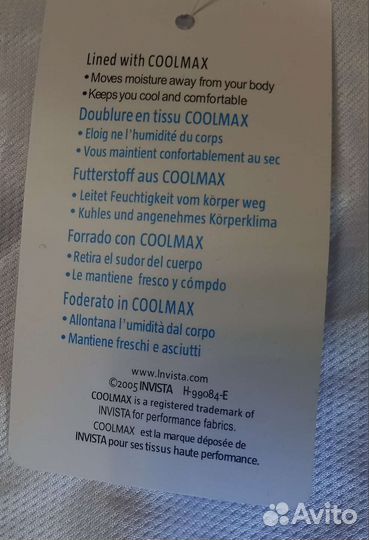 Lined with COOLMAX
• Moves moisture away from your body
• Keeps you cool and comfortable
Doublure en tissu COOLMAX
• Eloig ne l'humidité du corps
• Vous maintient confortablement au sec
Futterstoff aus COOLMAX
• Leitet Feuchtigkeit vom körper weg
• Kuhles und angenehmes Körperklima
Forrado con COOLMAX
• Retira el sudor del cuerpo
• Le mantiene fresco y cómpdo
Foderato in COOLMAX
• Allontana l'umidità dal corpo
• Mantiene freschi e asciutti
www.Invista.com
©2005 INVISTA H-99084-E
COOLMAX is a registered trademark of
INVISTA for performance fabrics.
COOLMAX est la marque déposée de
INVISTA pour ses tissus haute performance.
Avito